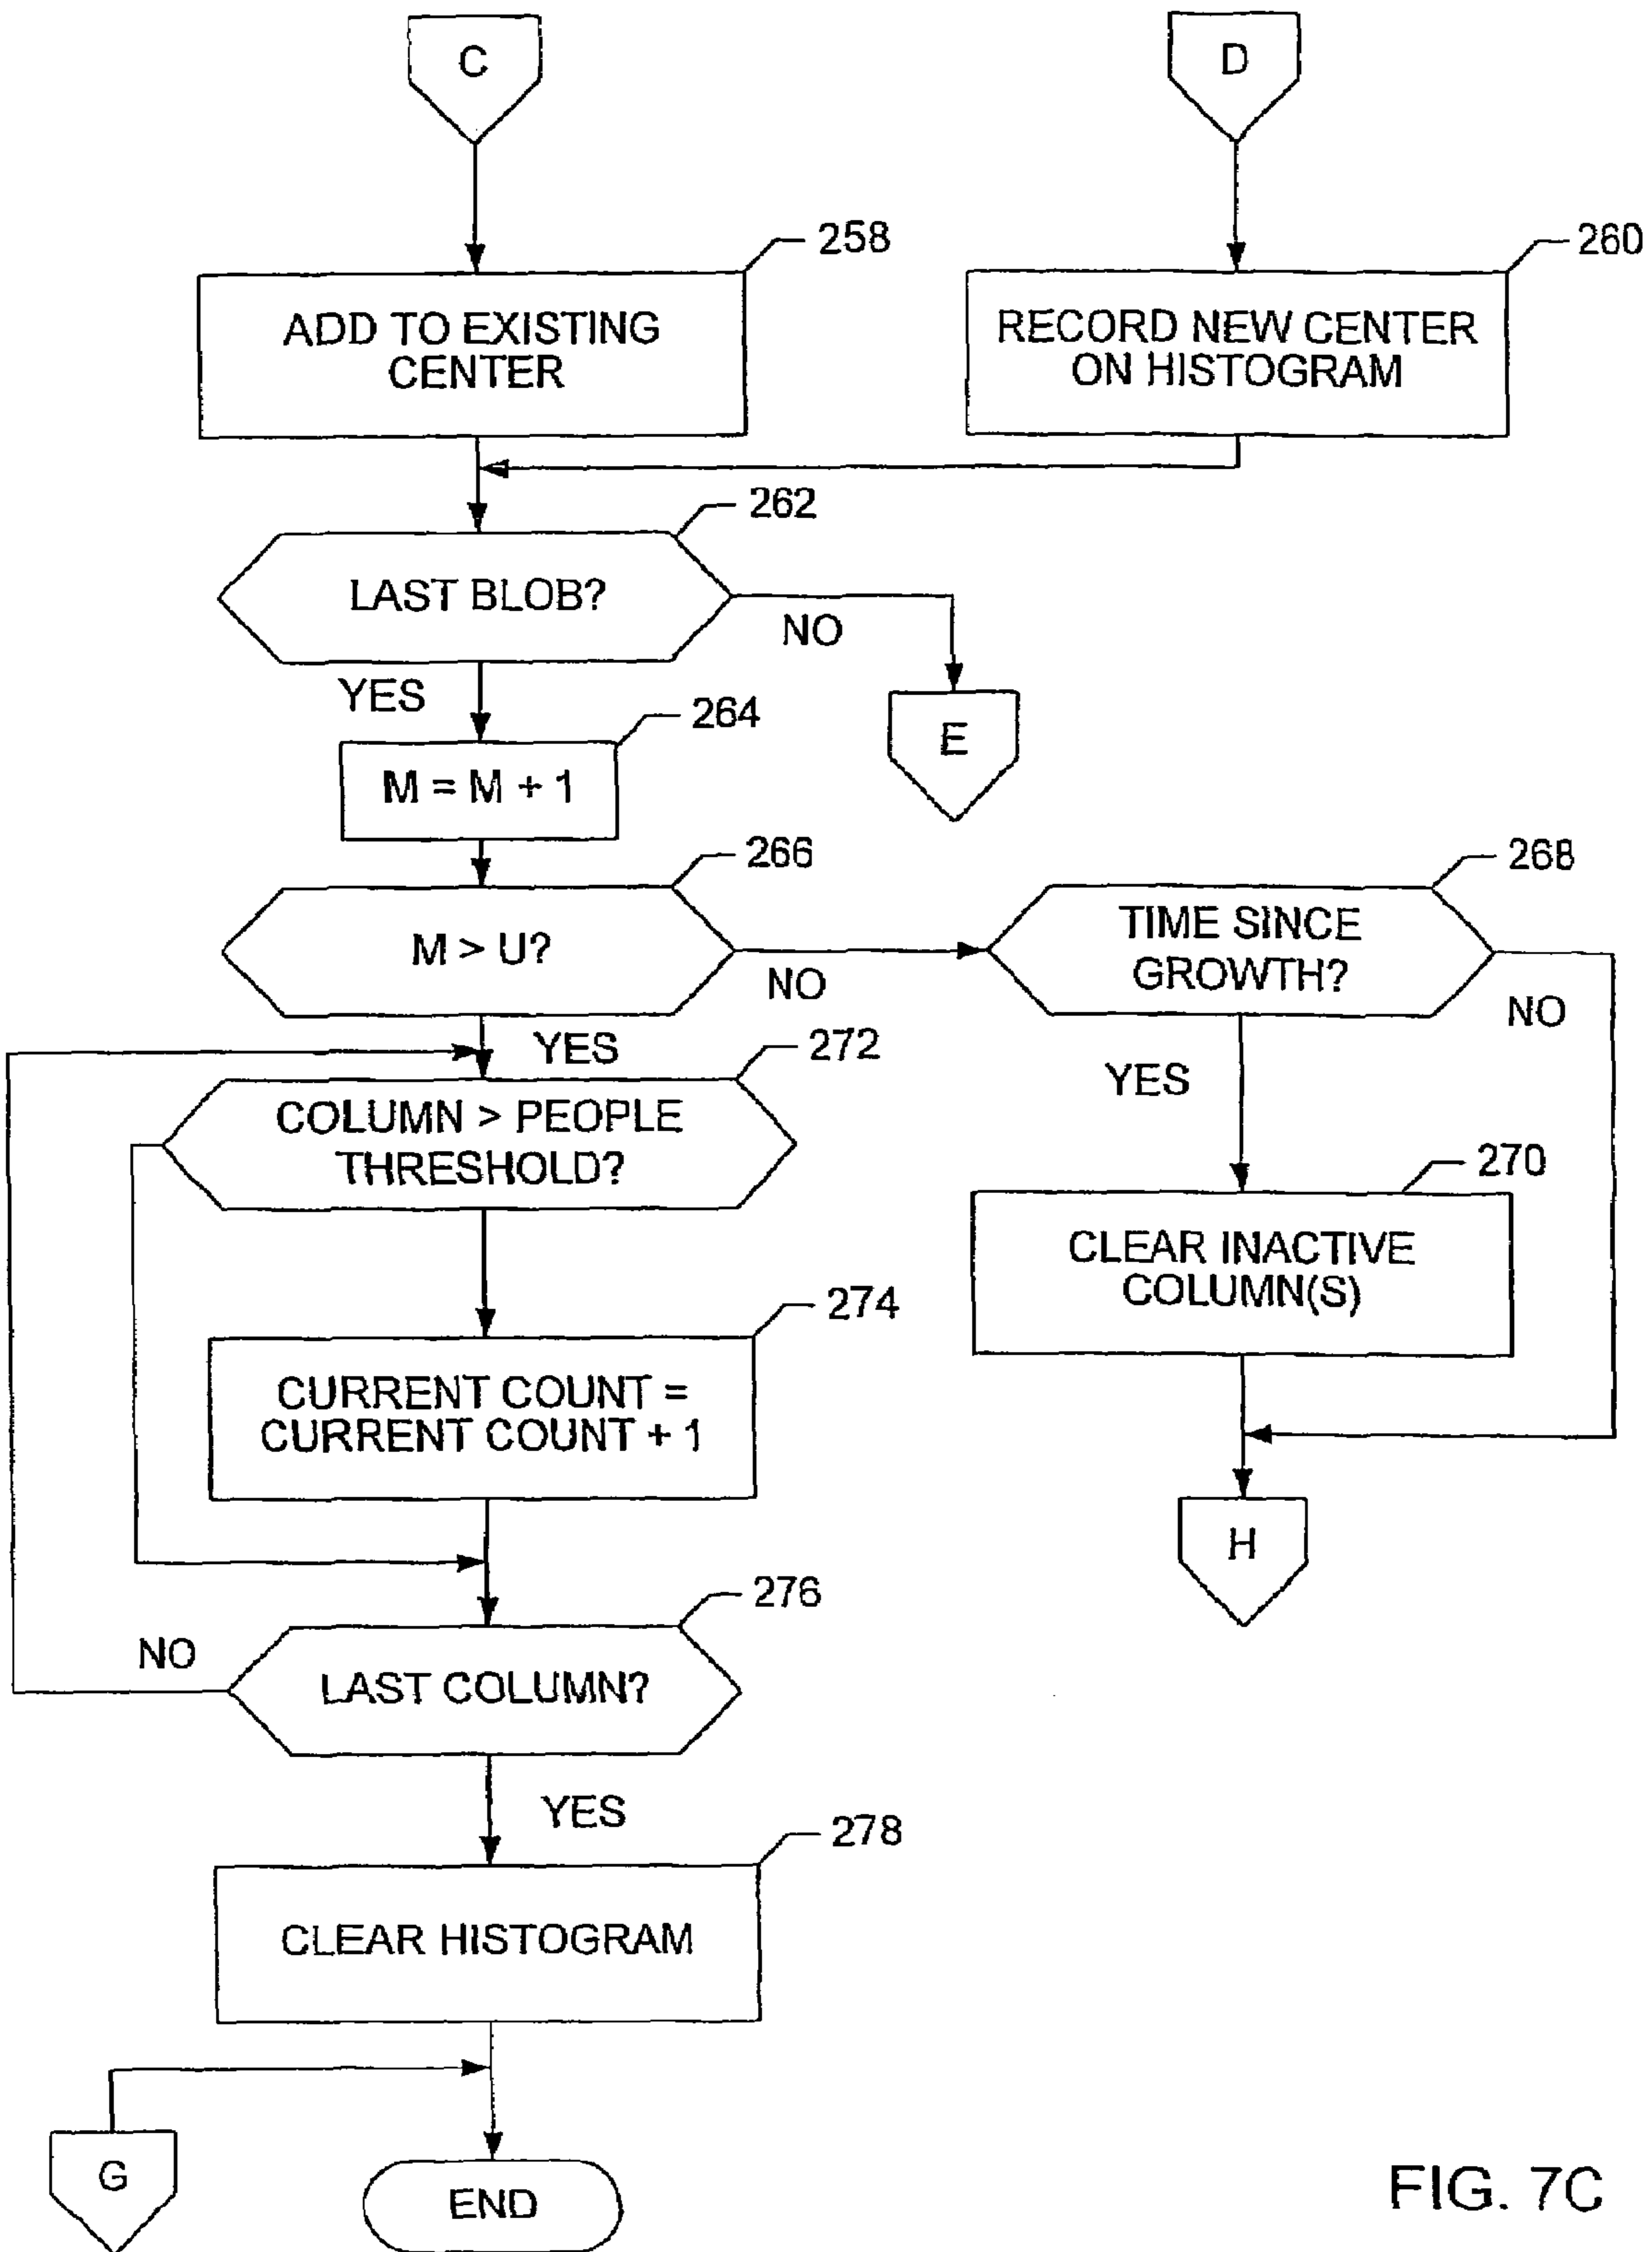 C
D
258
260
ADD TO EXISTING
CENTER
RECORD NEW CENTER
ON HISTOGRAM
262
LAST BLOB?
NO
YES
E
264
M = M + 1
266
268
M > U?
NO
TIME SINCE
GROWTH?
NO
YES
272
YES
COLUMN > PEOPLE
THRESHOLD?
270
CLEAR INACTIVE
COLUMN(S)
274
CURRENT COUNT =
CURRENT COUNT + 1
H
276
NO
LAST COLUMN?
YES
278
CLEAR HISTOGRAM
G
END
FIG. 7C